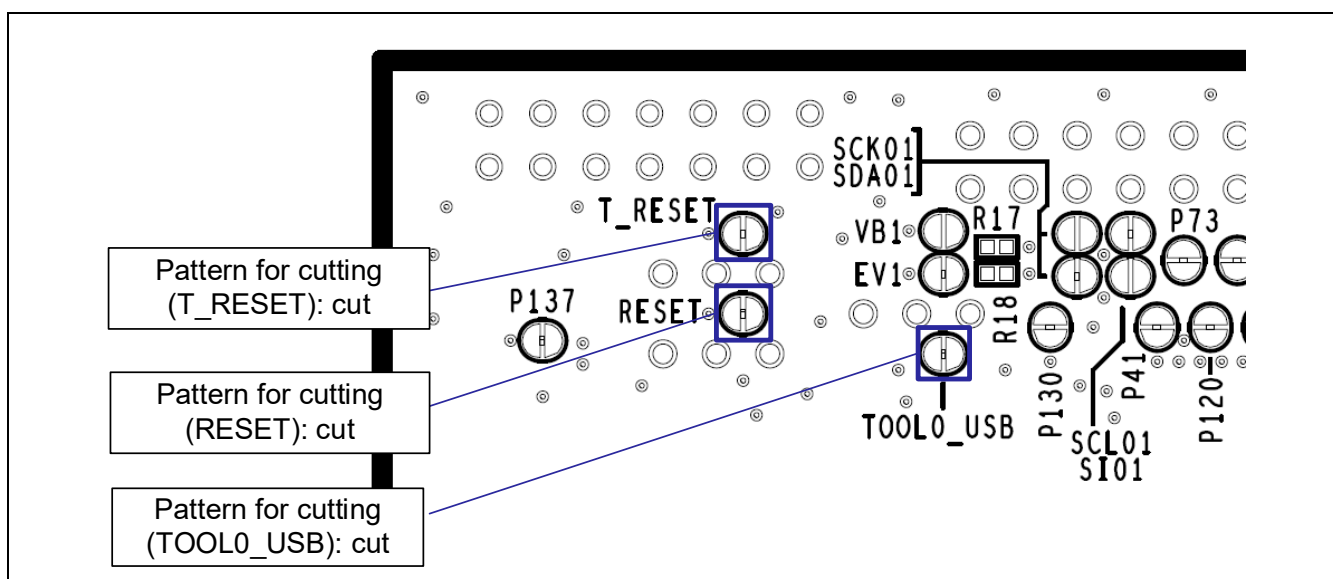 SCK01
SDA01
T_RESET
VB1
R17
P73
EV1
Pattern for cutting
(T_RESET): cut
P137
RESET
R18
P130
P41
P120
Pattern for cutting
(RESET): cut
TOOL0_USB
SCL01
SI01
Pattern for cutting
(TOOL0_USB): cut